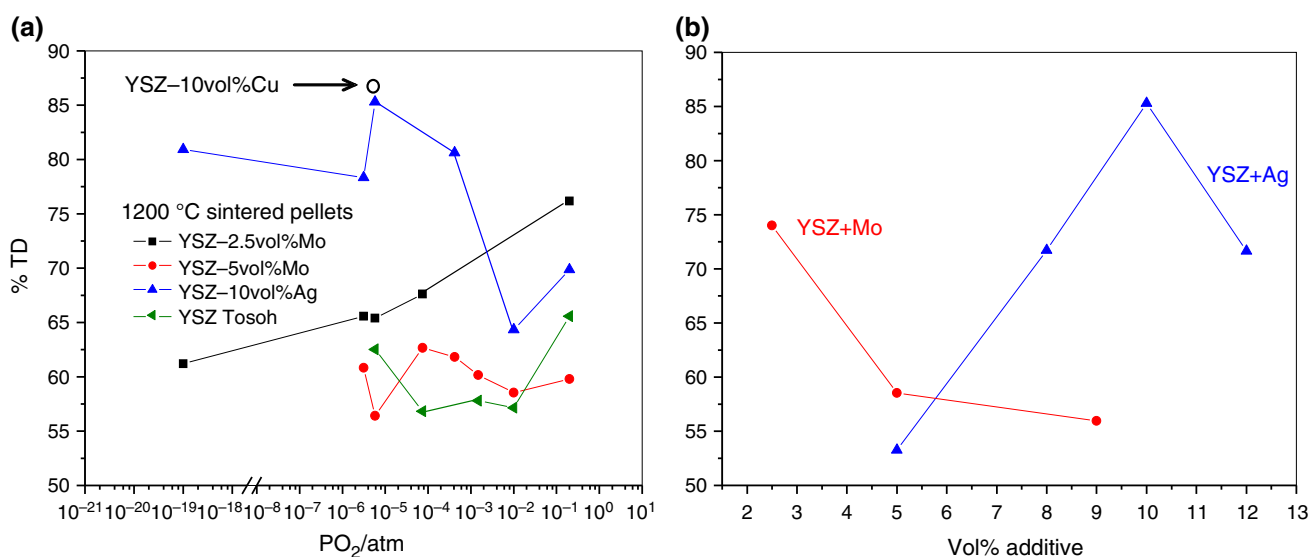 (a)
90
85
80
75
70
65
60
55
50
% TD
YSZ–10vol%Cu
1200 °C sintered pellets
YSZ–2.5vol%Mo
YSZ–5vol%Mo
YSZ–10vol%Ag
YSZ Tosoh
10⁻²¹ 10⁻²⁰ 10⁻¹⁹ 10⁻¹⁸ 10⁻⁸ 10⁻⁷ 10⁻⁶ 10⁻⁵ 10⁻⁴ 10⁻³ 10⁻² 10⁻¹ 10⁰ 10¹
PO₂/atm
(b)
90
85
80
75
70
65
60
55
50
YSZ+Mo
YSZ+Ag
2 3 4 5 6 7 8 9 10 11 12 13
Vol% additive